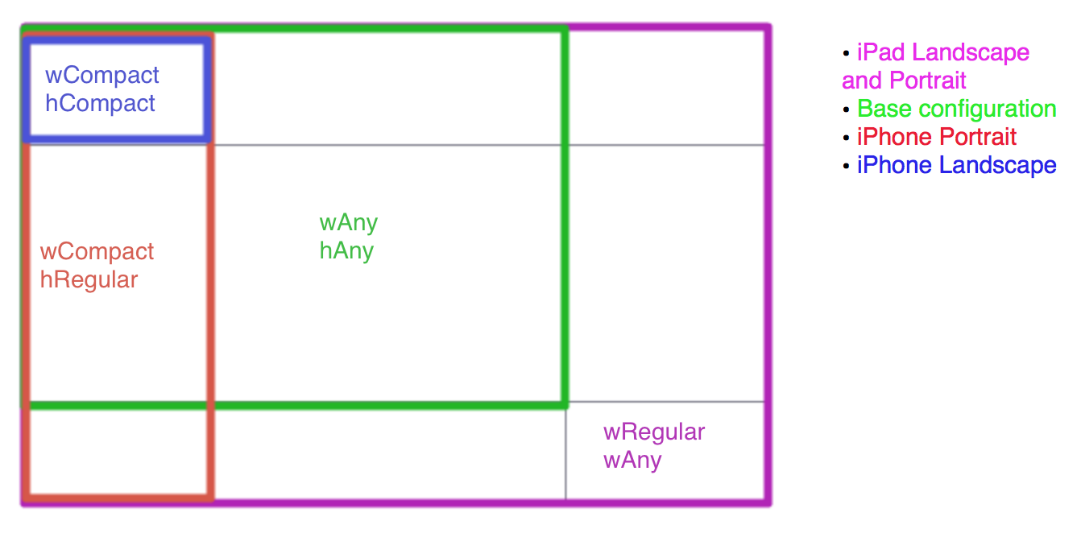 wCompact
hCompact
wCompact
hRegular
wAny
hAny
wRegular
wAny
• iPad Landscape
and Portrait
• Base configuration
• iPhone Portrait
• iPhone Landscape